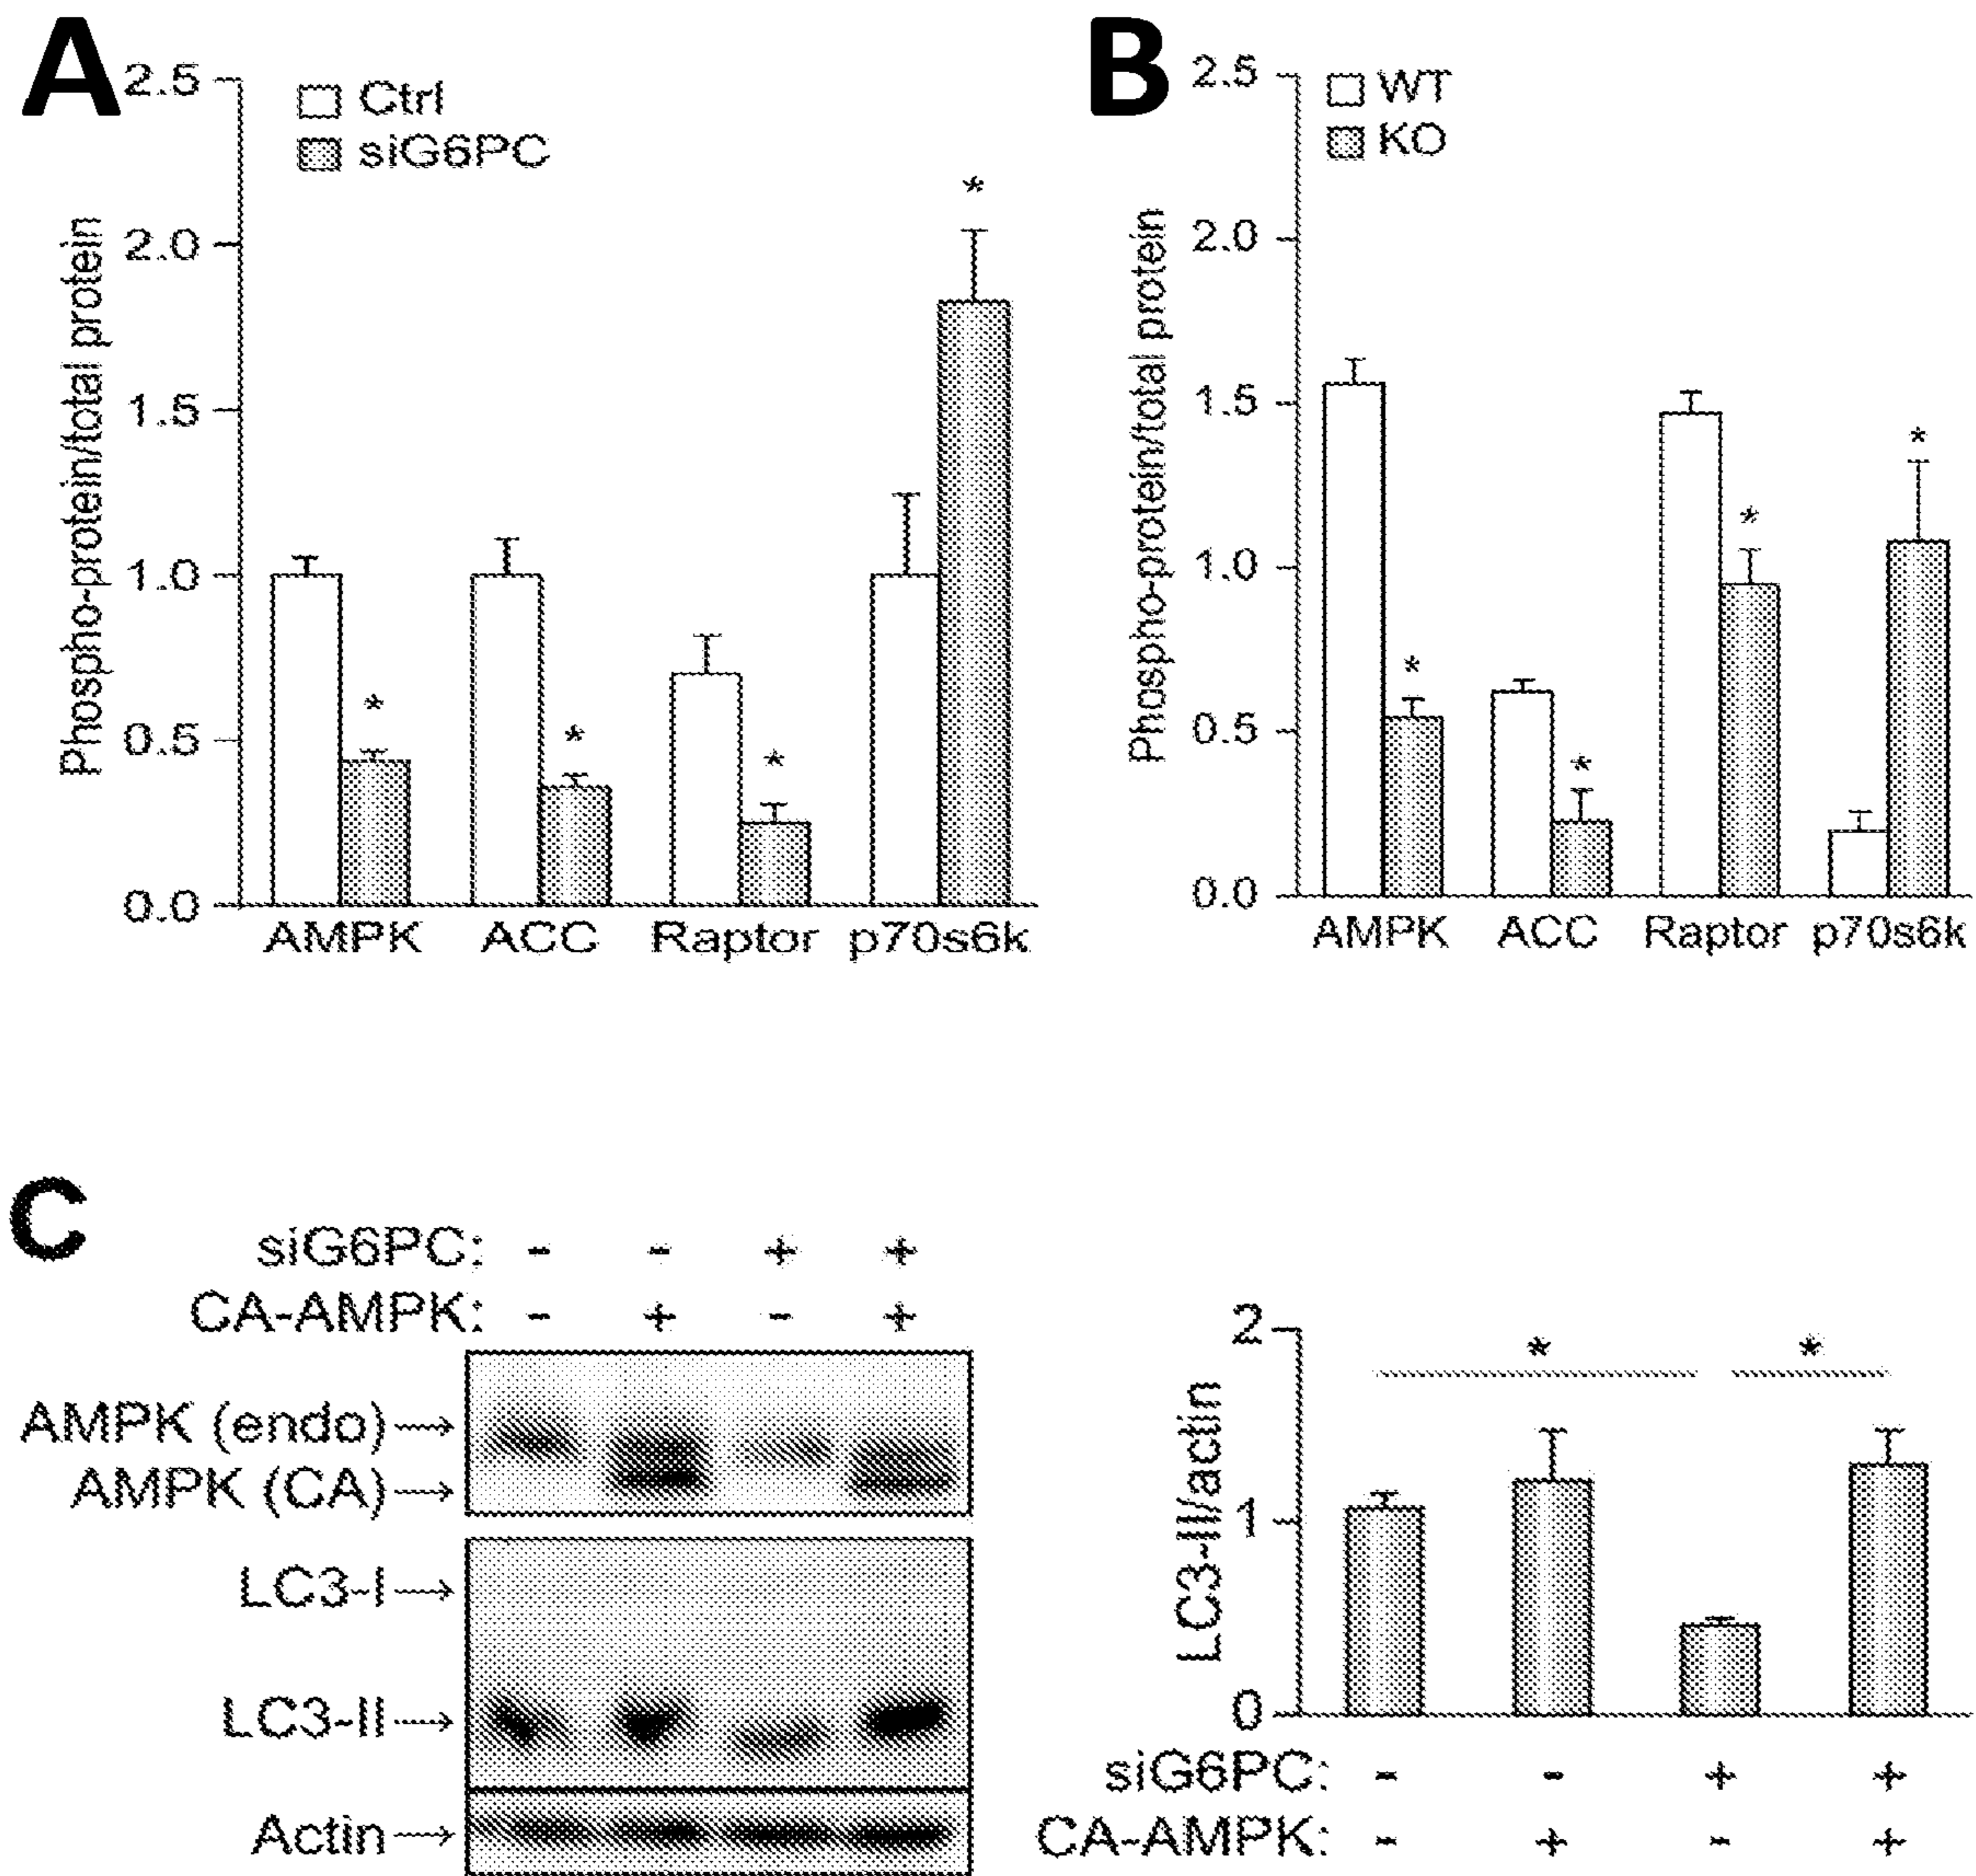 A
2.5
2.0
1.5
1.0
0.5
0.0
Phospho-protein/total protein
Ctrl
siG6PC
* * * *
AMPK ACC Raptor p70s6k
B
2.5
2.0
1.5
1.0
0.5
0.0
Phospho-protein/total protein
WT
KO
* * * *
AMPK ACC Raptor p70s6k
C
siG6PC: - - + +
CA-AMPK: - + - +
AMPK (endo)→
AMPK (CA)→
LC3-I→
LC3-II→
Actin→
2
1
0
LC3-II/actin
* *
siG6PC: - - + +
CA-AMPK: - + - +